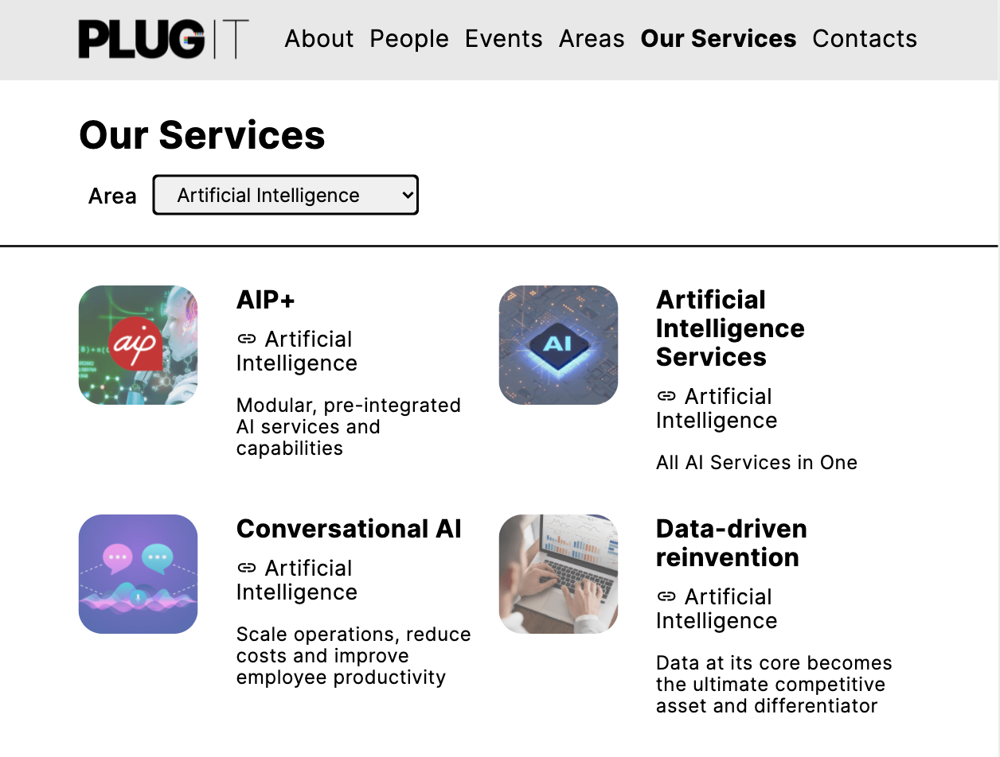 PLUGIT
About People Events Areas Our Services Contacts
Our Services
Area
Artificial Intelligence
aip
AIP+
Artificial
Intelligence
Modular, pre-integrated
AI services and
capabilities
AI
Artificial
Intelligence
Services
Artificial
Intelligence
All AI Services in One
Conversational AI
Artificial
Intelligence
Scale operations, reduce
costs and improve
employee productivity
Data-driven
reinvention
Artificial
Intelligence
Data at its core becomes
the ultimate competitive
asset and differentiator